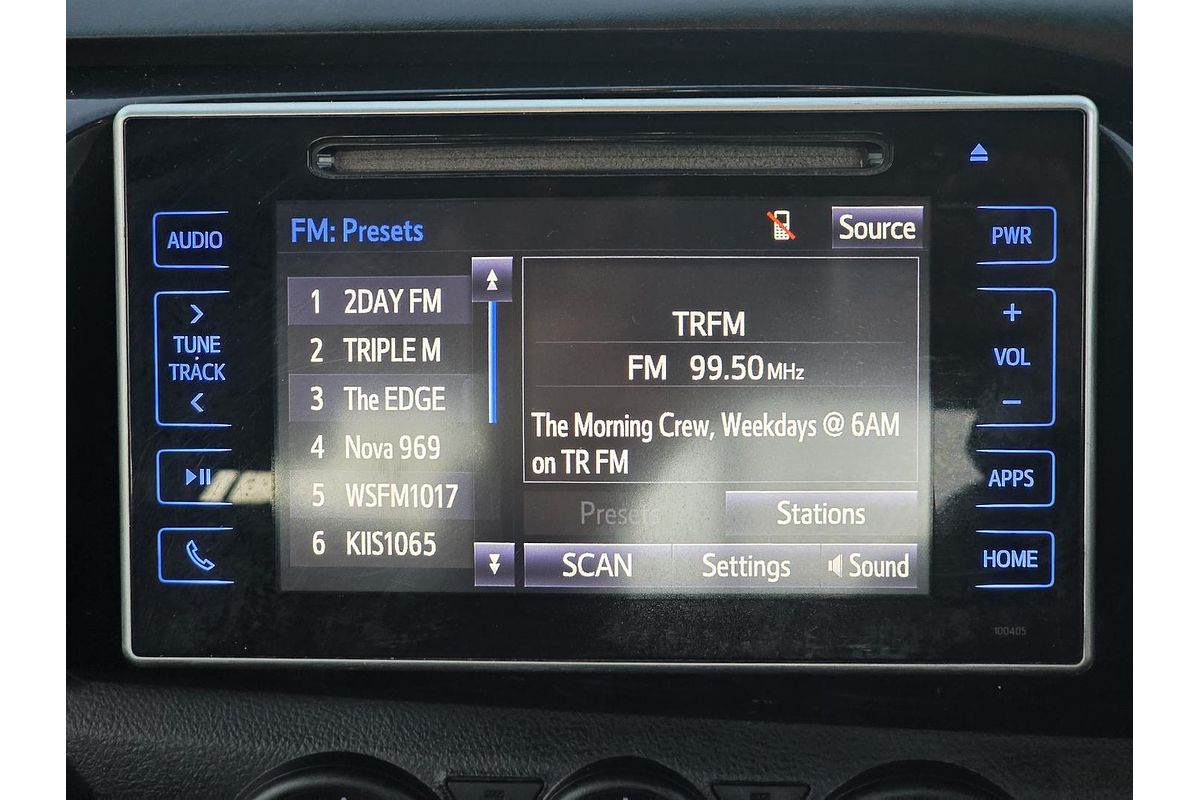 AUDIO
TUNE
TRACK
FM: Presets
Source
1 2DAY FM
2 TRIPLE M
3 The EDGE
4 Nova 969
5 WSFM1017
6 KIIS1065
TRFM
FM 99.50 MHz
The Morning Crew, Weekdays @ 6AM
on TR FM
Presets
Stations
SCAN
Settings
Sound
PWR
+
VOL
−
APPS
HOME
100405